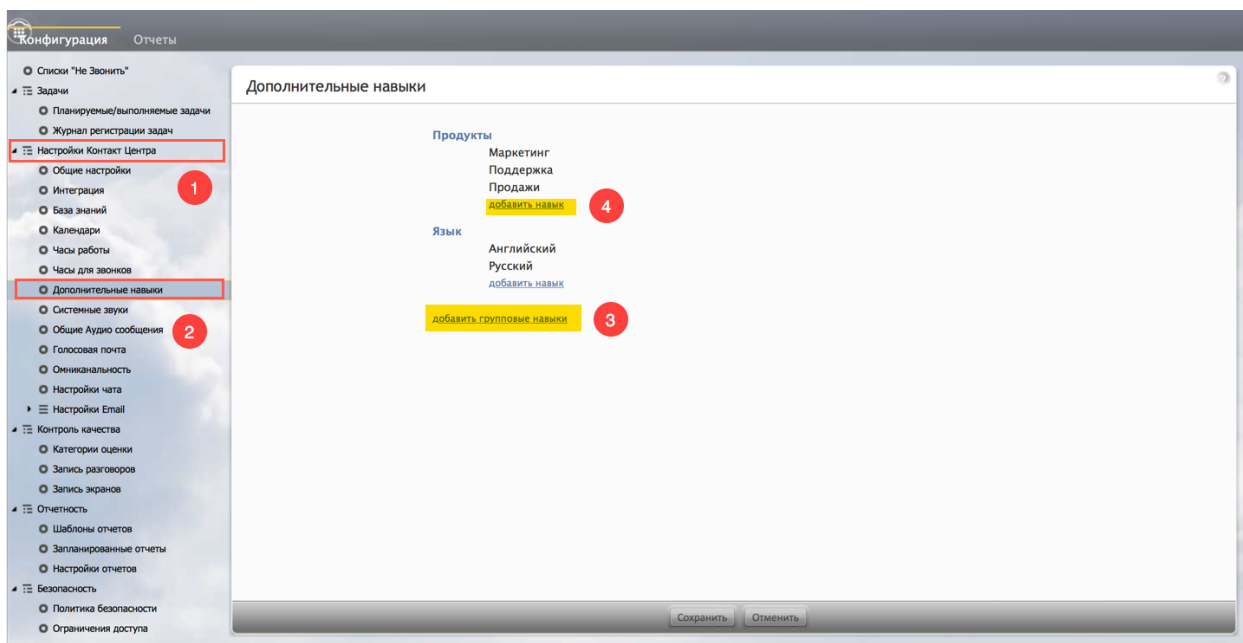 Конфигурация Отчеты
Списки "Не Звонить"
Задачи
Планируемые/выполняемые задачи
Журнал регистрации задач
Настройки Контакт Центра
Общие настройки
1
Интеграция
База знаний
Календари
Часы работы
Часы для звонков
Дополнительные навыки
Системные звуки
Общие Аудио сообщения
2
Голосовая почта
Омниканальность
Настройки чата
Настройки Email
Контроль качества
Категории оценки
Запись разговоров
Запись экранов
Отчетность
Шаблоны отчетов
Запланированные отчеты
Настройки отчетов
Безопасность
Политика безопасности
Ограничения доступа
Дополнительные навыки
?
Продукты
Маркетинг
Поддержка
Продажи
добавить навык
4
Язык
Английский
Русский
добавить навык
добавить групповые навыки
3
Сохранить Отменить